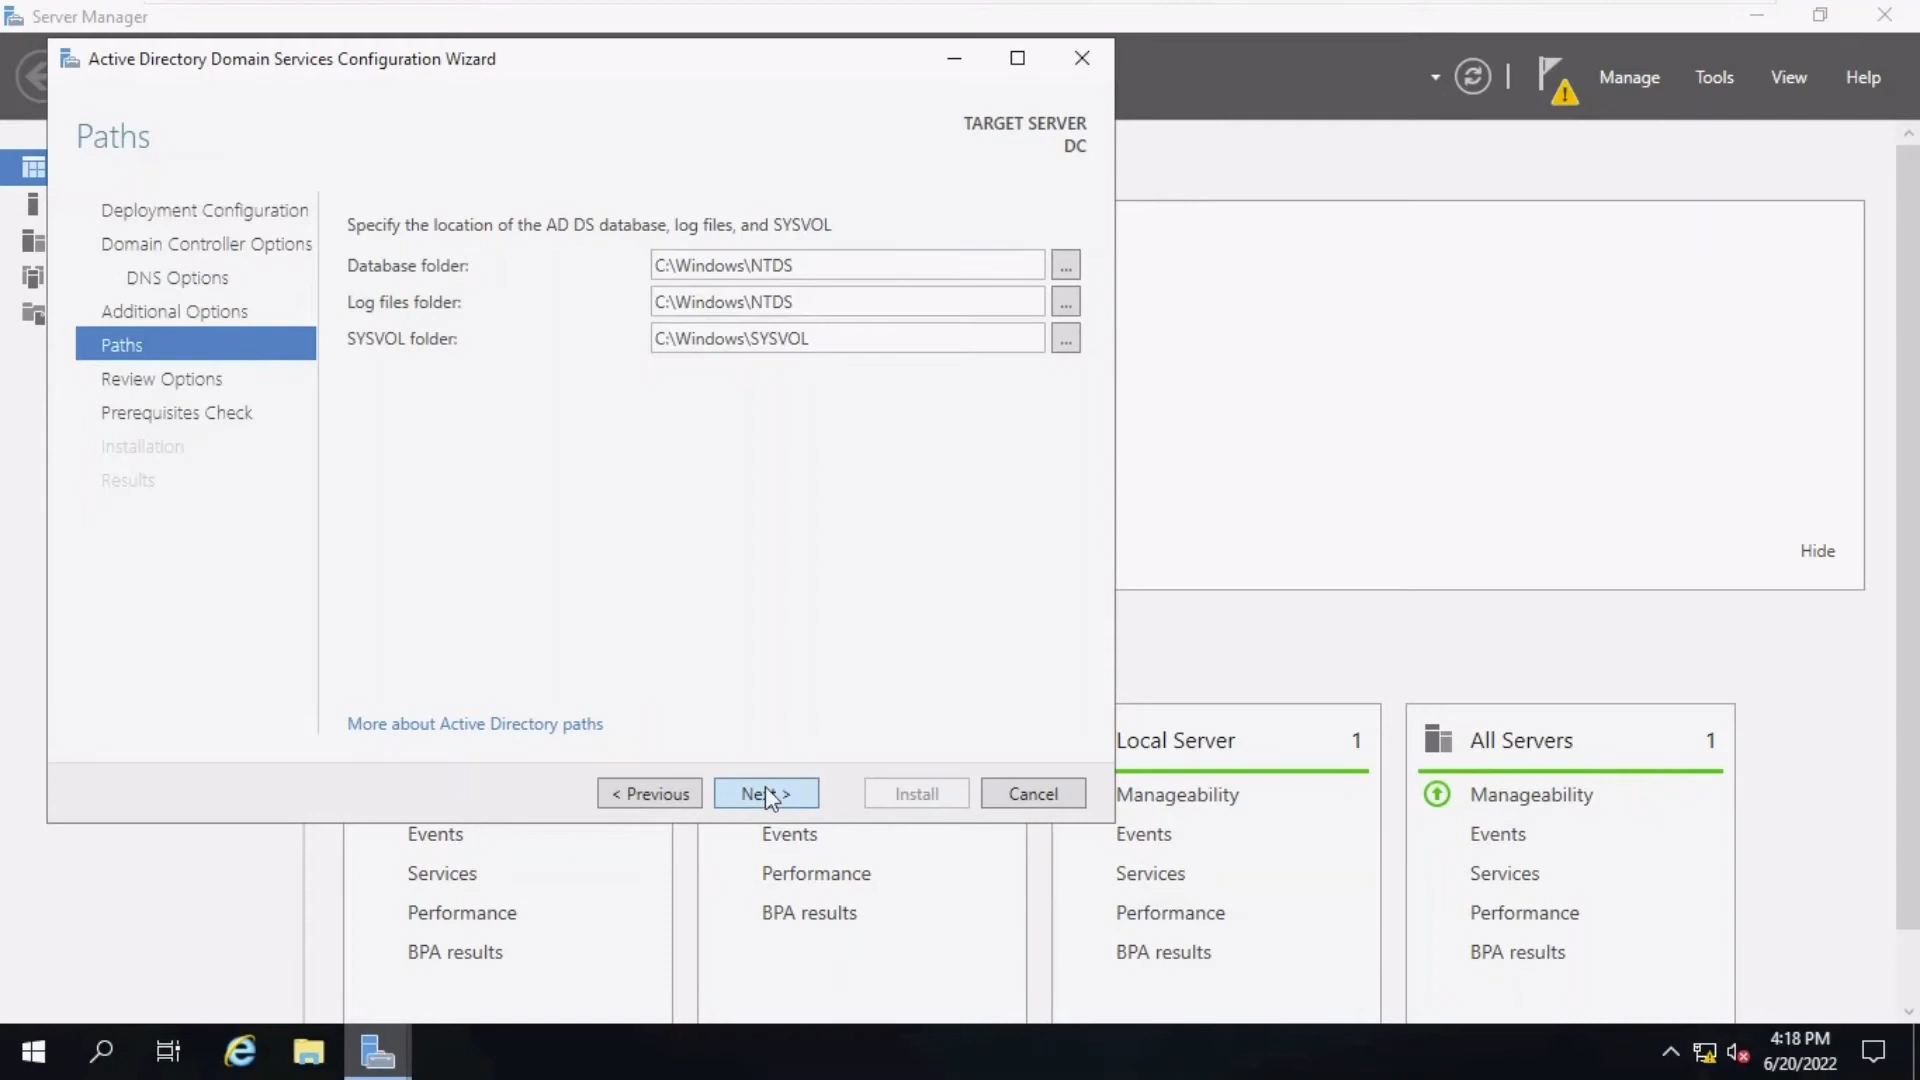 Server Manager
Active Directory Domain Services Configuration Wizard
Manage
Tools
View
Help
Paths
TARGET SERVER
DC
Deployment Configuration
Domain Controller Options
DNS Options
Additional Options
Paths
Review Options
Prerequisites Check
Installation
Results
Specify the location of the AD DS database, log files, and SYSVOL
Database folder:
C:\Windows\NTDS
...
Log files folder:
C:\Windows\NTDS
...
SYSVOL folder:
C:\Windows\SYSVOL
...
More about Active Directory paths
< Previous
Next >
Install
Cancel
Hide
Events
Services
Performance
BPA results
Events
Performance
BPA results
Local Server
1
Manageability
Events
Services
Performance
BPA results
All Servers
1
Manageability
Events
Services
Performance
BPA results
4:18 PM
6/20/2022